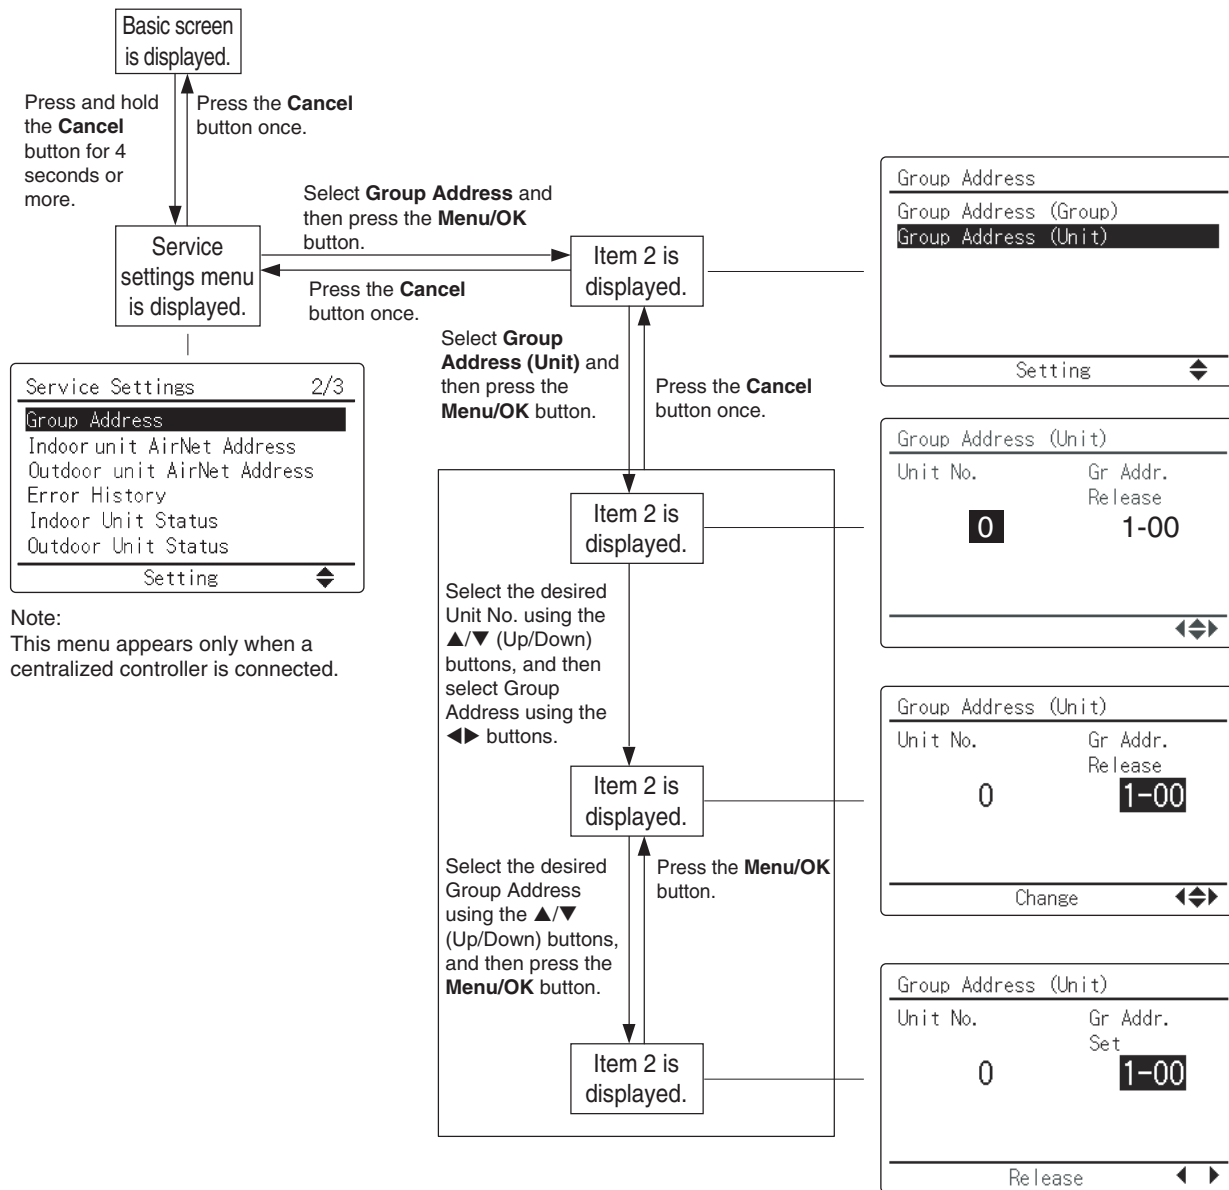 Basic screen
is displayed.
Press and hold
the Cancel
button for 4
seconds or
more.
Press the Cancel
button once.
Select Group Address and
then press the Menu/OK
button.
Service
settings menu
is displayed.
Press the Cancel
button once.
Item 2 is
displayed.
Group Address
Group Address (Group)
Group Address (Unit)
Setting
Service Settings 2/3
Group Address
Indoor unit AirNet Address
Outdoor unit AirNet Address
Error History
Indoor Unit Status
Outdoor Unit Status
Setting
Note:
This menu appears only when a
centralized controller is connected.
Select Group
Address (Unit) and
then press the
Menu/OK button.
Press the Cancel
button once.
Item 2 is
displayed.
Group Address (Unit)
Unit No. Gr Addr.
Release
0 1-00
Select the desired
Unit No. using the
▲/▼ (Up/Down)
buttons, and then
select Group
Address using the
◀▶ buttons.
Item 2 is
displayed.
Group Address (Unit)
Unit No. Gr Addr.
Release
0 1-00
Change
Select the desired
Group Address
using the ▲/▼
(Up/Down) buttons,
and then press the
Menu/OK button.
Press the Menu/OK
button.
Item 2 is
displayed.
Group Address (Unit)
Unit No. Gr Addr.
Set
0 1-00
Release